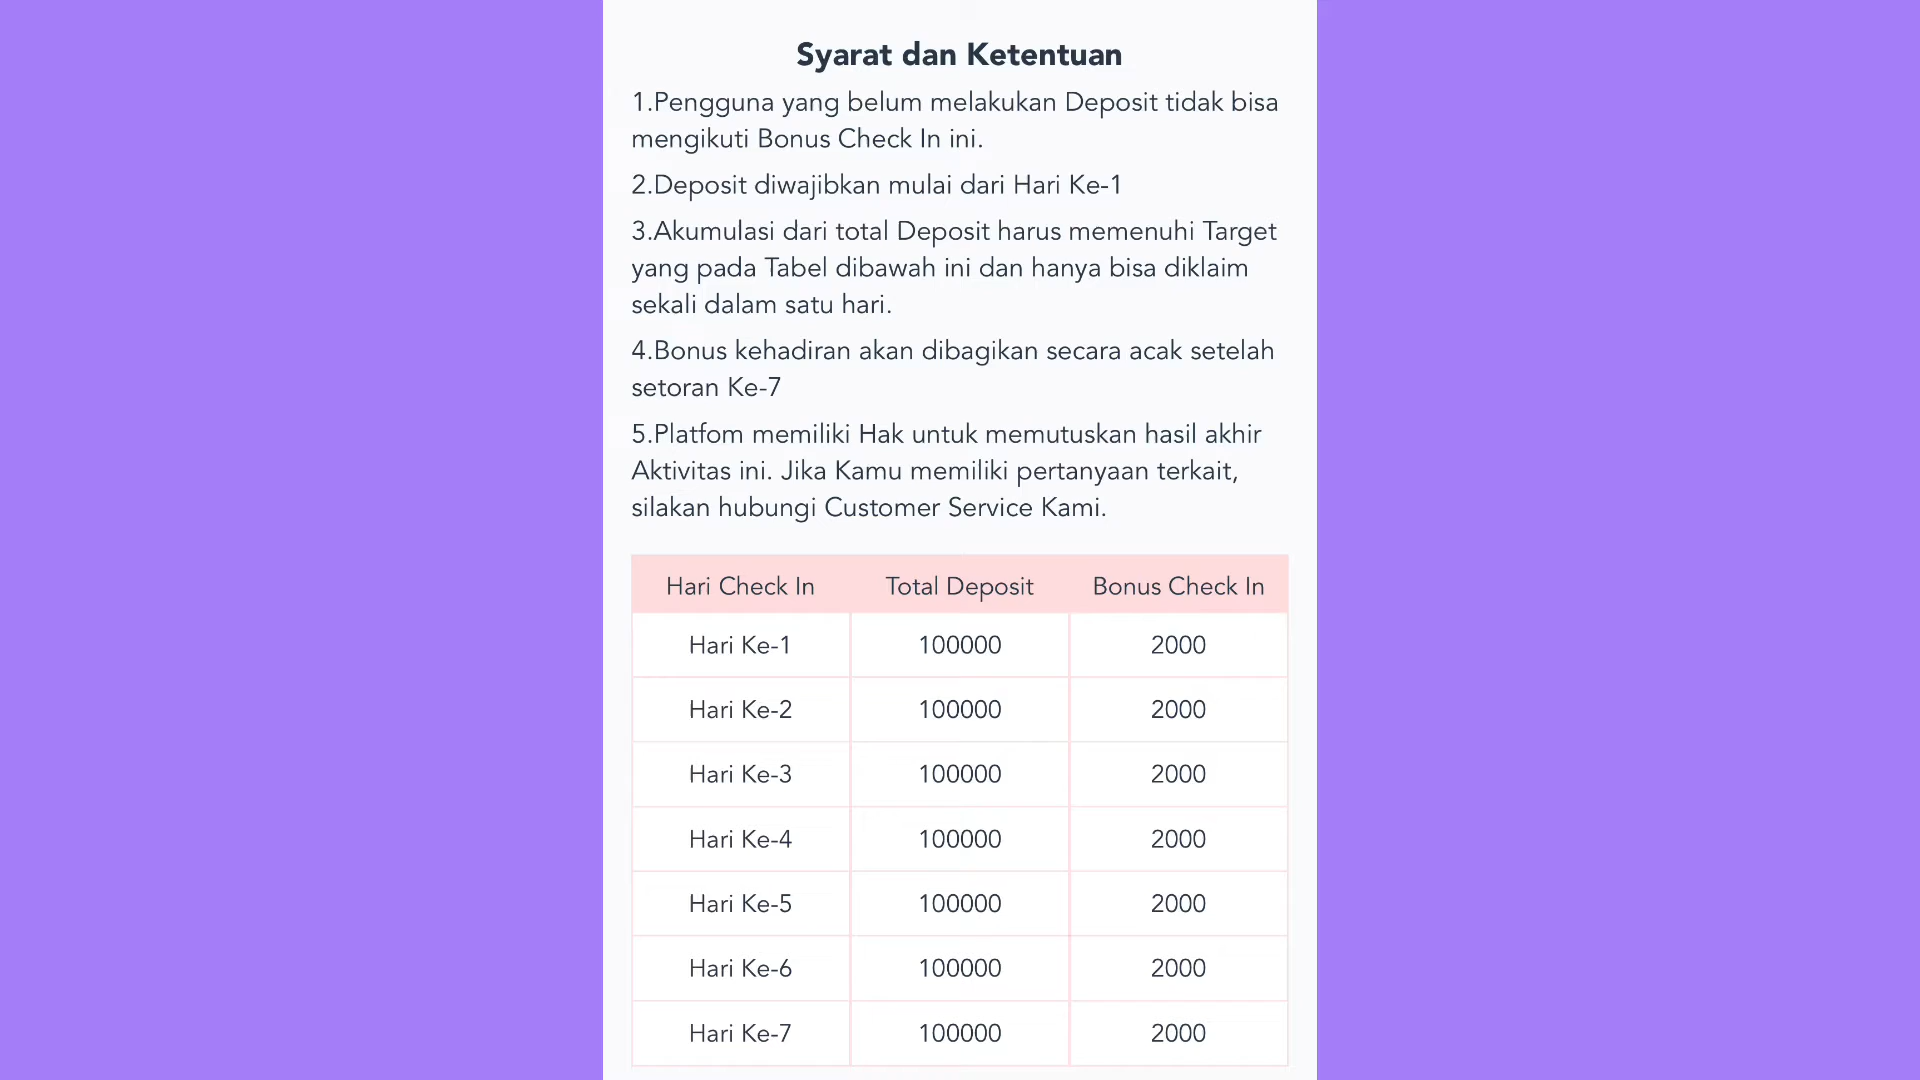 Syarat dan Ketentuan
1.Pengguna yang belum melakukan Deposit tidak bisa
mengikuti Bonus Check In ini.
2.Deposit diwajibkan mulai dari Hari Ke-1
3.Akumulasi dari total Deposit harus memenuhi Target
yang pada Tabel dibawah ini dan hanya bisa diklaim
sekali dalam satu hari.
4.Bonus kehadiran akan dibagikan secara acak setelah
setoran Ke-7
5.Platfom memiliki Hak untuk memutuskan hasil akhir
Aktivitas ini. Jika Kamu memiliki pertanyaan terkait,
silakan hubungi Customer Service Kami.
Hari Check In Total Deposit Bonus Check In
Hari Ke-1 100000 2000
Hari Ke-2 100000 2000
Hari Ke-3 100000 2000
Hari Ke-4 100000 2000
Hari Ke-5 100000 2000
Hari Ke-6 100000 2000
Hari Ke-7 100000 2000